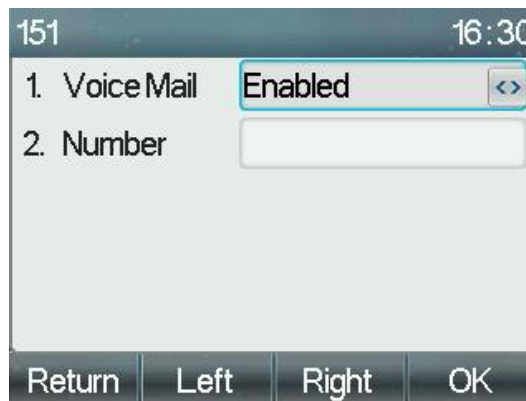 151 16:30
1. Voice Mail Enabled
2. Number
Return Left Right OK